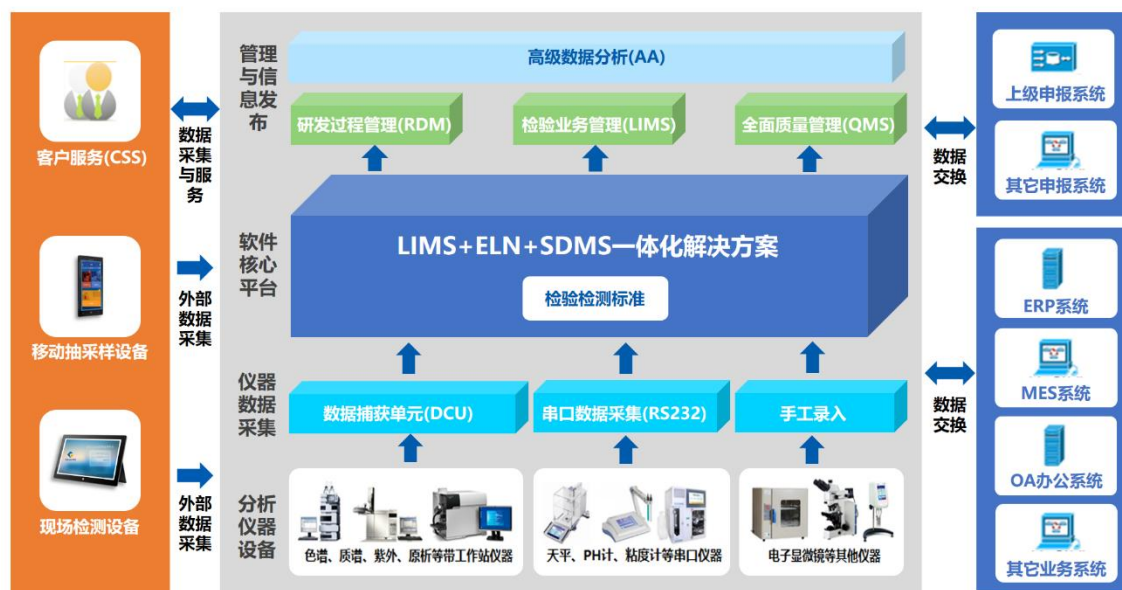 客户服务(CSS)
移动抽采样设备
现场检测设备
数据
采集
与服
务
外部
数据
采集
外部
数据
采集
管理
与信
息发
布
高级数据分析(AA)
研发过程管理(RDM)
检验业务管理(LIMS)
全面质量管理(QMS)
软件
核心
平台
LIMS+ELN+SDMS一体化解决方案
检验检测标准
仪器
数据
采集
数据捕获单元(DCU)
串口数据采集(RS232)
手工录入
分析
仪器
设备
色谱、质谱、紫外、原析等带工作站仪器
天平、PH计、粘度计等串口仪器
电子显微镜等其他仪器
数据
交换
数据
交换
上级申报系统
其它申报系统
ERP系统
MES系统
OA办公系统
其它业务系统